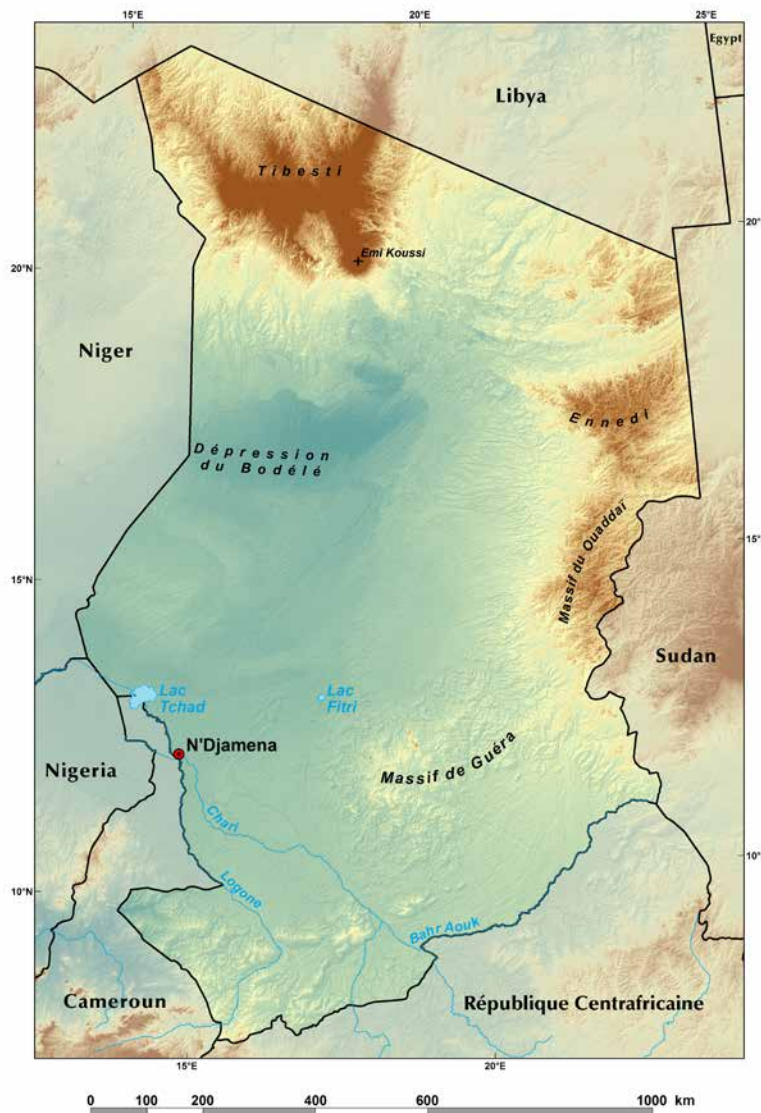 15°E
20°E
25°E
Egypt
Libya
Tibesti
20°N
Emi Koussi
20°N
Niger
Ennedi
Dépression
du Bodélé
Massif du Ouaddaï
15°N
15°N
Sudan
Lac
Tchad
Lac
Fitri
N'Djamena
Nigeria
Massif de Guéra
Chari
10°N
Logone
10°N
Bahr Aouk
Cameroun
République Centrafricaine
15°E
20°E
0 100 200 400 600 1000 km